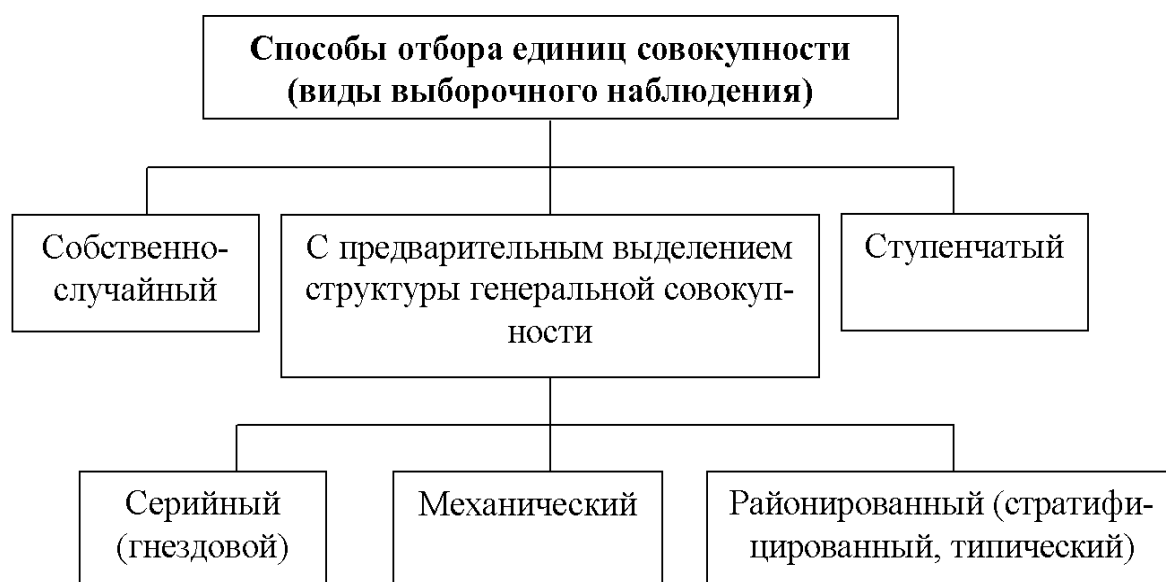 Способы отбора единиц совокупности
(виды выборочного наблюдения)
Собственно-
случайный
С предварительным выделением
структуры генеральной совокуп-
ности
Ступенчатый
Серийный
(гнездовой)
Механический
Районированный (стратифи-
цированный, типический)